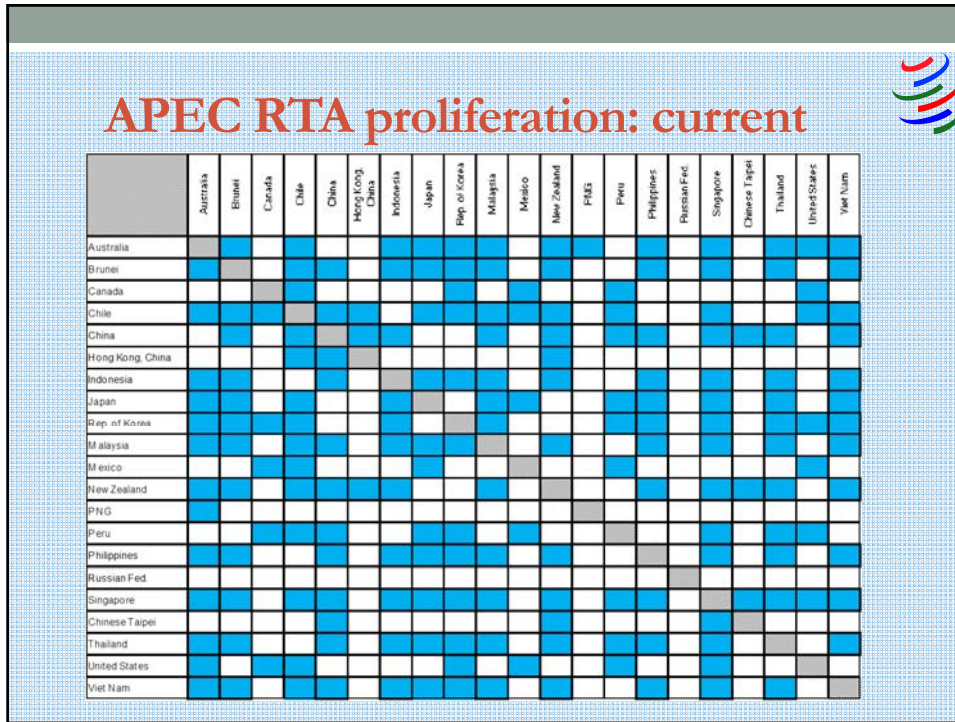 APEC RTA proliferation: current
Australia
Brunei
Canada
Chile
China
Hong Kong,
China
Indonesia
Japan
Rep. of Korea
Malaysia
Mexico
New Zealand
PNG
Peru
Philippines
Russian Fed.
Singapore
Chinese Taipei
Thailand
United States
Viet Nam
Australia
Brunei
Canada
Chile
China
Hong Kong, China
Indonesia
Japan
Rep. of Korea
Malaysia
Mexico
New Zealand
PNG
Peru
Philippines
Russian Fed.
Singapore
Chinese Taipei
Thailand
United States
Viet Nam